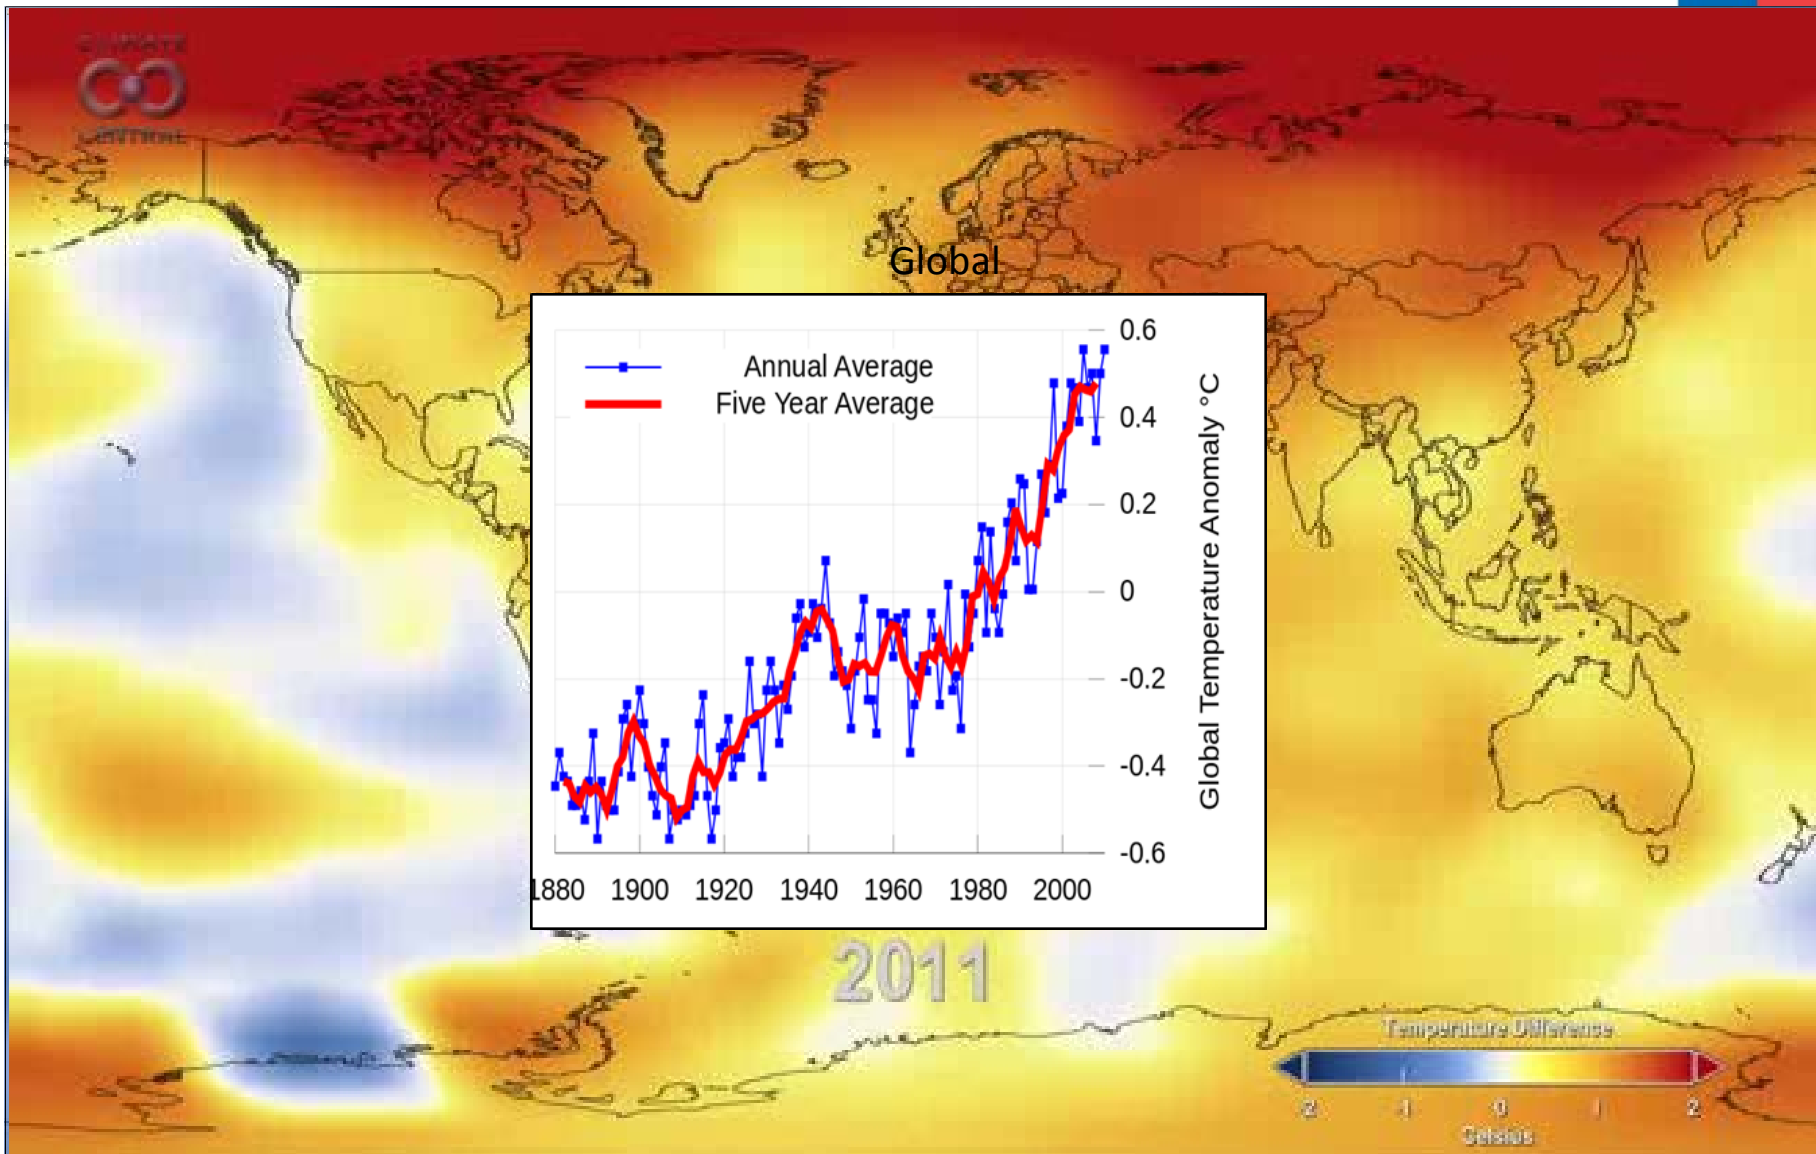 CLIMATE
CENTRAL
Global
Annual Average
Five Year Average
0.6
0.4
0.2
0
-0.2
-0.4
-0.6
Global Temperature Anomaly °C
1880 1900 1920 1940 1960 1980 2000
2011
Temperature Difference
-2 -1 0 1 2
Celsius